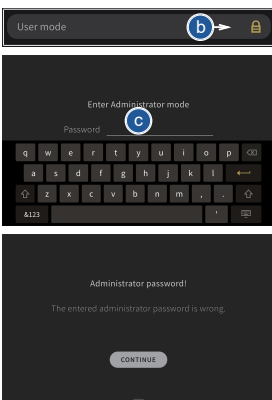 User mode b
Enter Administrator mode
c
Password
q w e r t y u i o p
a s d f g h j k l
z x c v b n m , .
&123 '
Administrator password!
The entered administrator password is wrong.
CONTINUE